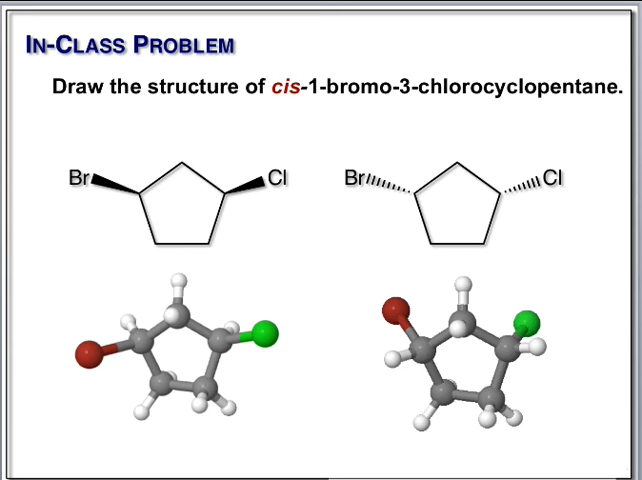 IN-CLASS PROBLEM
Draw the structure of cis-1-bromo-3-chlorocyclopentane.
Br Cl Br Cl